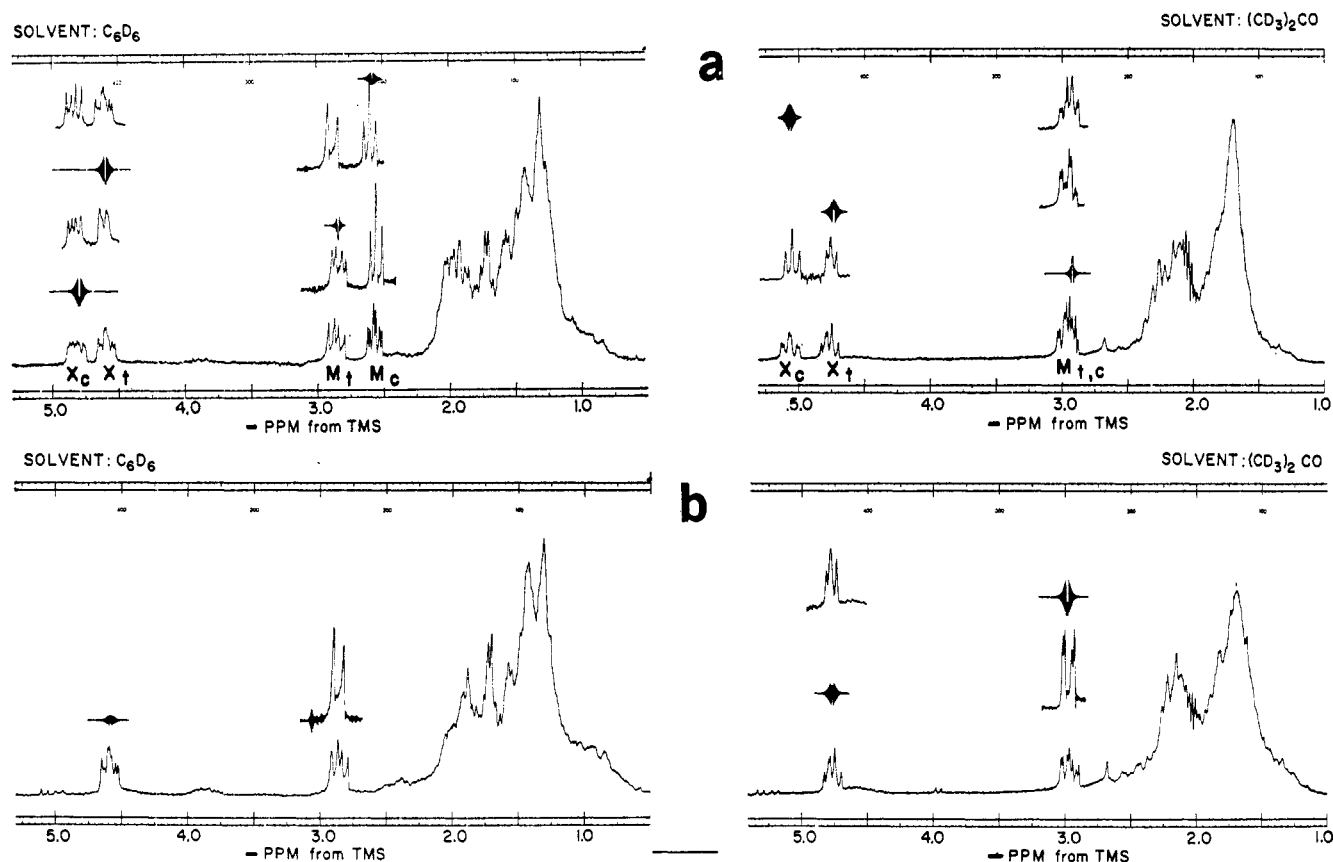 SOLVENT: C6D6
SOLVENT: (CD3)2CO
a
Xc Xt Mt Mc
Xc Xt Mt,c
5.0 4.0 3.0 2.0 1.0
.5.0 4.0 3.0 2.0 1.0
– PPM from TMS
– PPM from TMS
SOLVENT: C6D6
SOLVENT: (CD3)2 CO
b
5.0 4.0 3.0 2.0 1.0
5.0 4.0 3.0 2.0 1.0
– PPM from TMS
– PPM from TMS